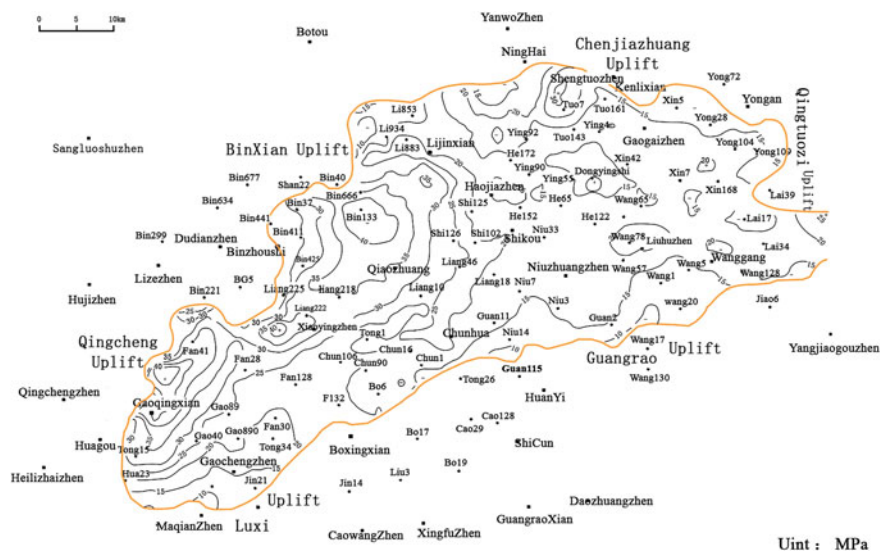 0 5 10km
YanwoZhen
Botou
NingHai
Chenjiazhuang
Uplift
Shengtuozhen
Kenlixian
Yong72
Qingtuozi
Uplift
Li853
Tuo7
Tuo161
Xin5
Yongan
Li934
Ying92
Ying4
Yong28
Sangluoshuzhen
Li883
Lijinxian
Tuo143
Gaogaizhen
BinXian Uplift
He172
Yong104
Yong109
Ying90
Xin42
Bin677
Shan22
Bin40
Ying55
Dongyingshi
Xin7
Xin168
Haojiazhen
Bin666
Lai39
Bin634
Bin37
Bin133
Shi125
He152
He65
Wang65
Bin441
He122
Lai17
Bin299
Dudianzhen
Bin411
Shi126
Shi102
Shikou
Niu33
Wang78
Liuhuzhen
Lai34
Binzhoushi
Lizezhen
Bin425
Qiaozhuang
Liang46
Niuzhuangzhen
Wang57
Wang5
Wanggang
Wang128
Hujizhen
BG5
Liang18
Wang1
Bin221
Liang225
Liang218
Liang10
Niu7
Niu3
wang20
Jiao6
Liang222
Xiaoyingzhen
Guan11
Guan2
Qingcheng
Uplift
Fan41
Tong1
Chunhua
Niu14
Wang17
Yangjiaogouzhen
Chun16
Guangrao
Uplift
Fan28
Chun106
Chun90
Chun1
Guan115
Wang130
Fan128
Tong26
Qingchengzhen
Bo6
HuanYi
Gaoqingxian
Gao89
F132
Fan30
Cao128
Cao29
Huagou
Gao40
Gao890
Tong34
Boxingxian
Bo17
ShiCun
Tong15
Heilizhaizhen
Gaochengzhen
Bo19
Hua23
Jin21
Jin14
Liu3
Uplift
Luxi
Daozhuangzhen
MaqianZhen
GuangraoXian
CaowangZhen
XingfuZhen
Uint： MPa